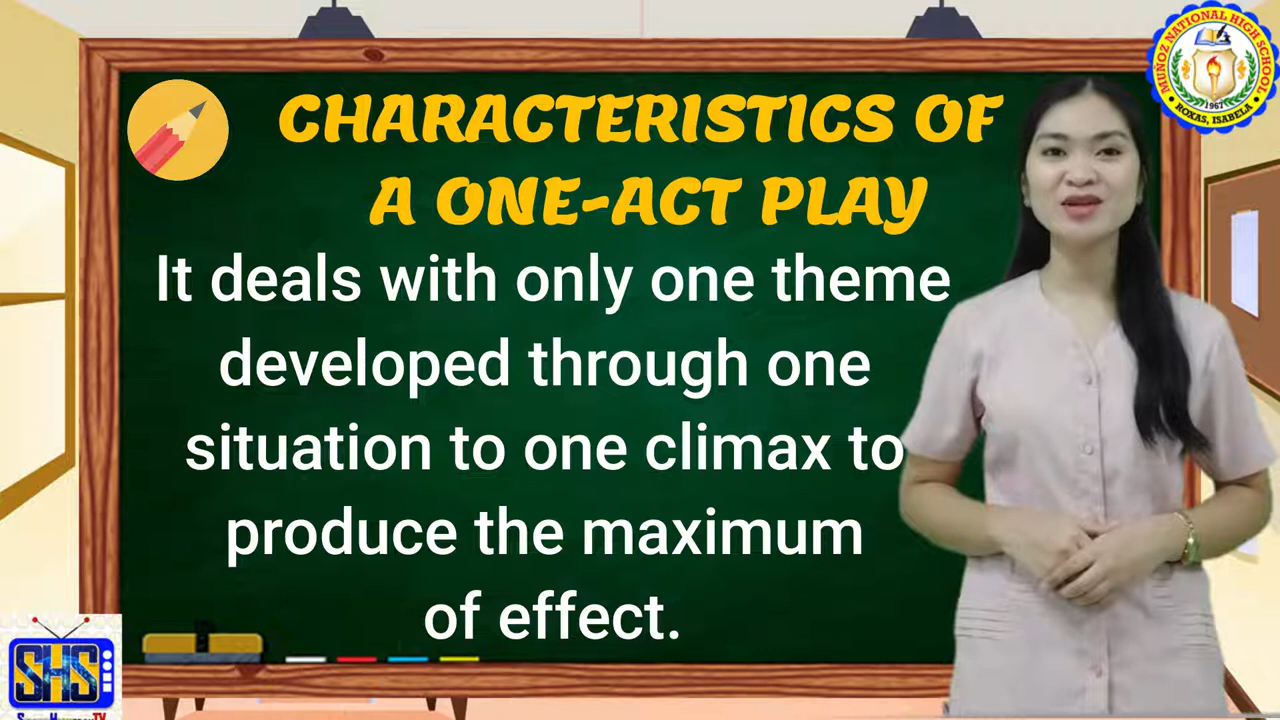 CHARACTERISTICS OF
A ONE-ACT PLAY
It deals with only one theme
developed through one
situation to one climax to
produce the maximum
of effect.
MUÑOZ NATIONAL HIGH SCHOOL
1967
ROXAS, ISABELA
SHS